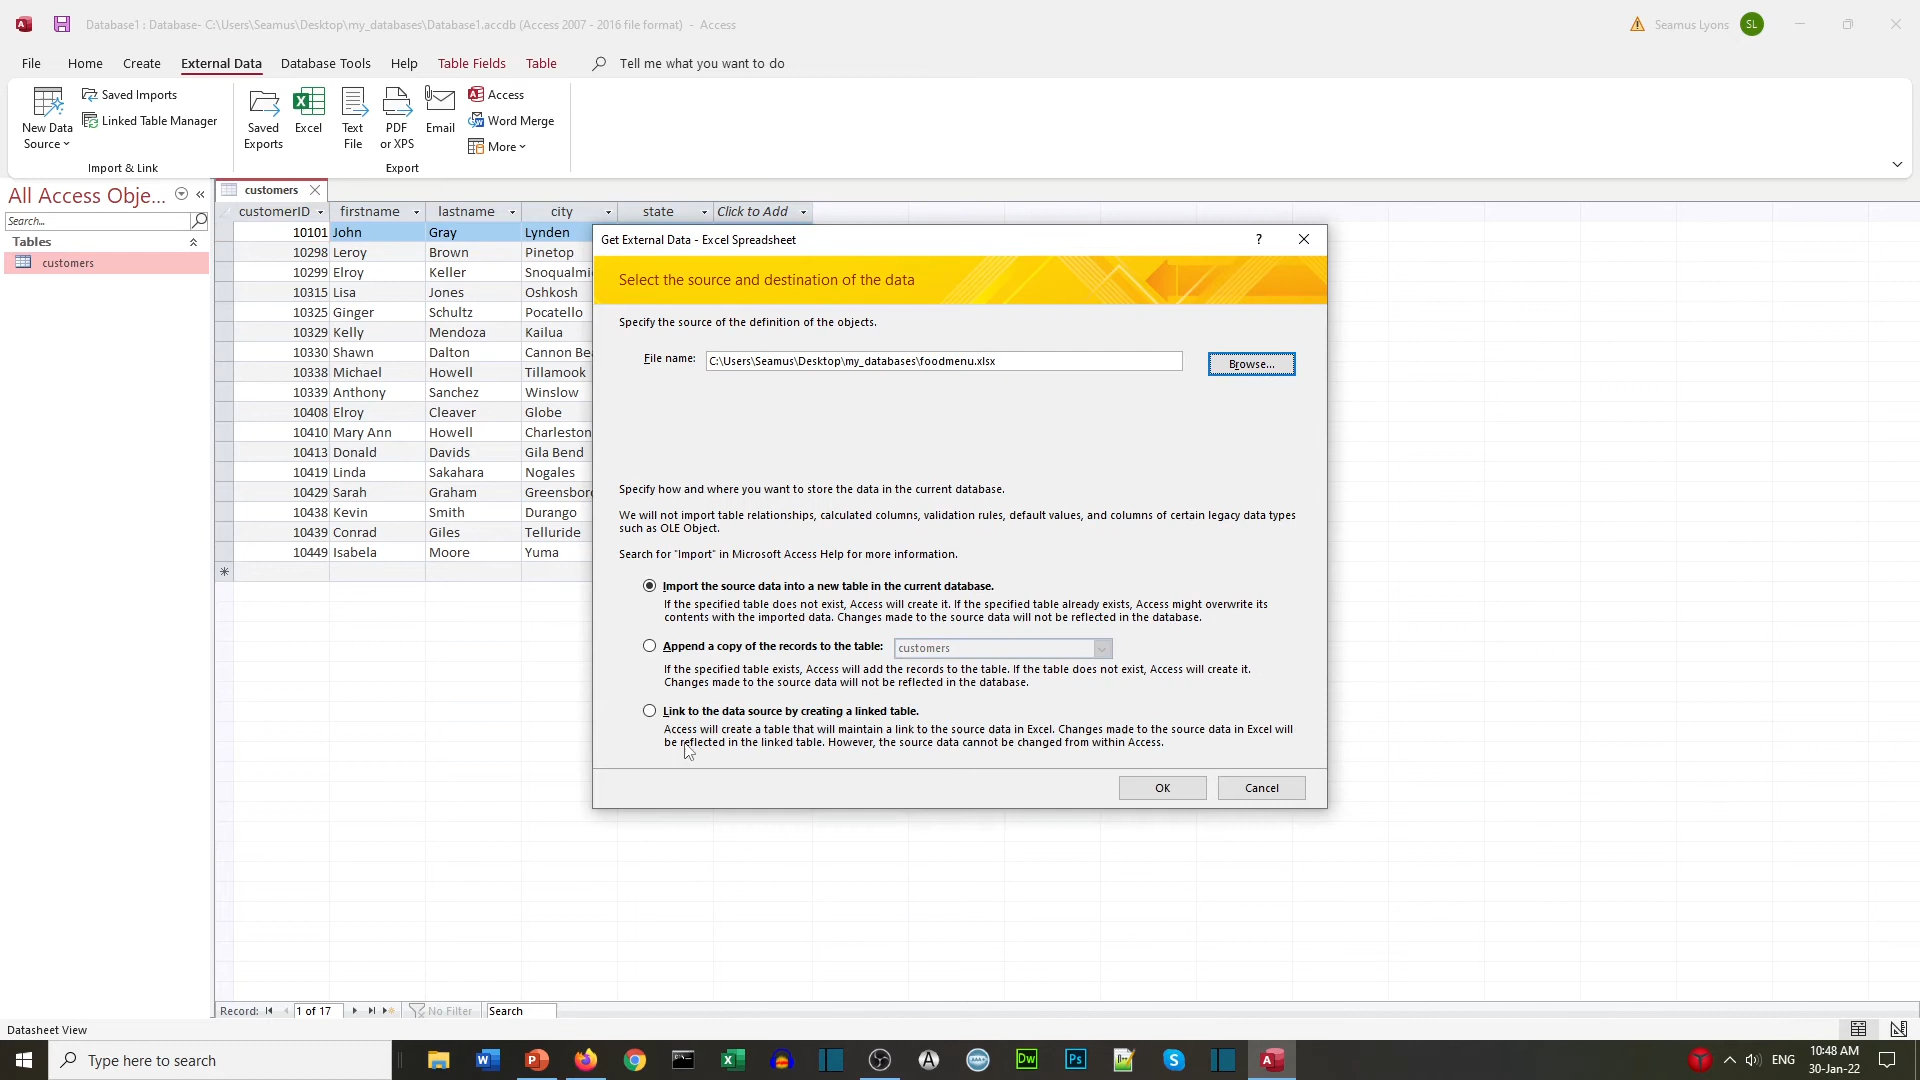 Database1 : Database- C:\Users\Seamus\Desktop\my_databases\Database1.accdb (Access 2007 - 2016 file format) - Access
Seamus Lyons
SL
File Home Create External Data Database Tools Help Table Fields Table Tell me what you want to do
New Data Source
Saved Imports
Linked Table Manager
Import & Link
Saved Exports
Excel
Text File
PDF or XPS
Email
Access
Word Merge
More
Export
All Access Obje...
Search...
Tables
customers
customers
customerID firstname lastname city state Click to Add
10101 John Gray Lynden
10298 Leroy Brown Pinetop
10299 Elroy Keller Snoqualmi
10315 Lisa Jones Oshkosh
10325 Ginger Schultz Pocatello
10329 Kelly Mendoza Kailua
10330 Shawn Dalton Cannon Bea
10338 Michael Howell Tillamook
10339 Anthony Sanchez Winslow
10408 Elroy Cleaver Globe
10410 Mary Ann Howell Charleston
10413 Donald Davids Gila Bend
10419 Linda Sakahara Nogales
10429 Sarah Graham Greensboro
10438 Kevin Smith Durango
10439 Conrad Giles Telluride
10449 Isabela Moore Yuma
Get External Data - Excel Spreadsheet
?
Select the source and destination of the data
Specify the source of the definition of the objects.
File name: C:\Users\Seamus\Desktop\my_databases\foodmenu.xlsx
Browse...
Specify how and where you want to store the data in the current database.
We will not import table relationships, calculated columns, validation rules, default values, and columns of certain legacy data types
such as OLE Object.
Search for "Import" in Microsoft Access Help for more information.
Import the source data into a new table in the current database.
If the specified table does not exist, Access will create it. If the specified table already exists, Access might overwrite its
contents with the imported data. Changes made to the source data will not be reflected in the database.
Append a copy of the records to the table: customers
If the specified table exists, Access will add the records to the table. If the table does not exist, Access will create it.
Changes made to the source data will not be reflected in the database.
Link to the data source by creating a linked table.
Access will create a table that will maintain a link to the source data in Excel. Changes made to the source data in Excel will
be reflected in the linked table. However, the source data cannot be changed from within Access.
OK Cancel
Record: 1 of 17 No Filter Search
Datasheet View
Type here to search
Dw Ps
ENG
10:48 AM
30-Jan-22